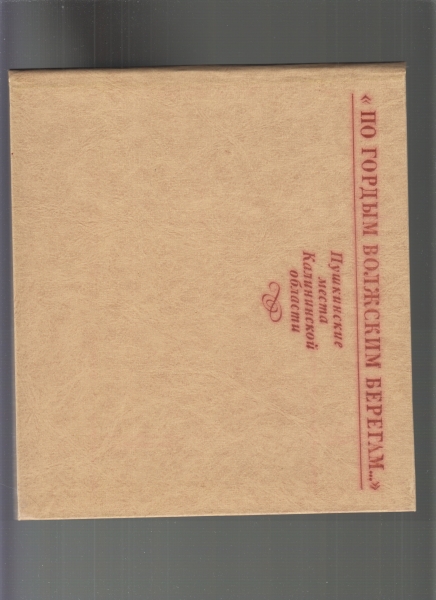 « ПО ГОРДЫМ ВОЛЖСКИМ БЕРЕГАМ...»
Пушкинские
места
Калининской
области